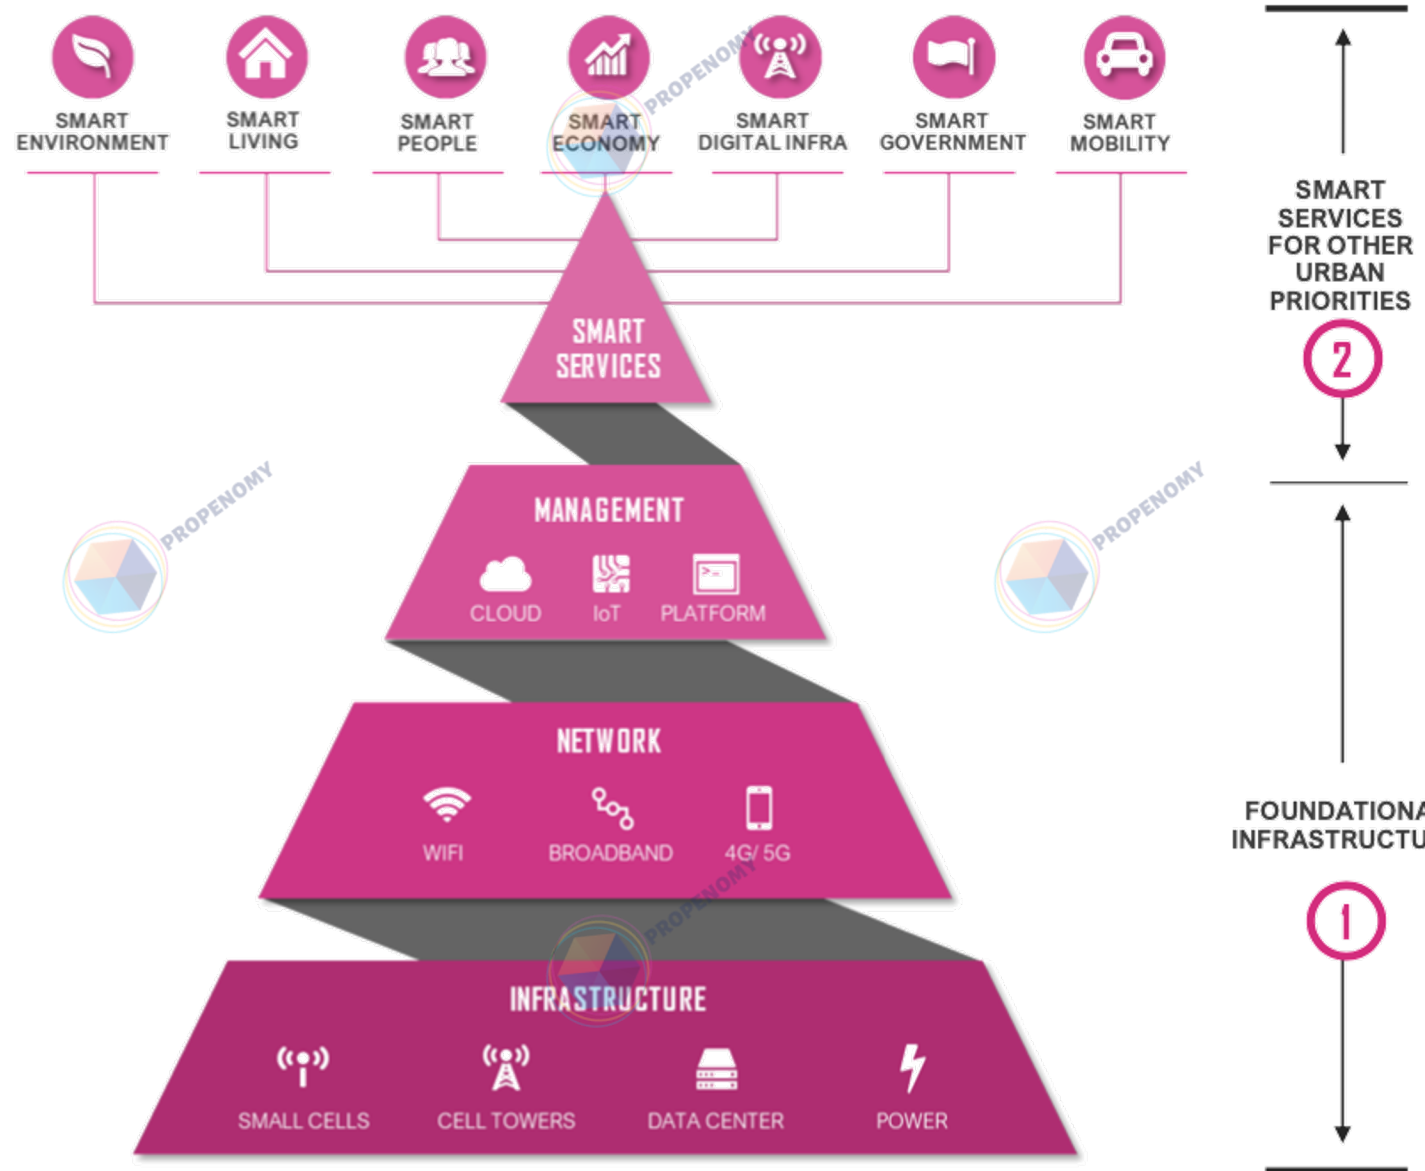 SMART
ENVIRONMENT
SMART
LIVING
SMART
PEOPLE
SMART
ECONOMY
SMART
DIGITAL INFRA
SMART
GOVERNMENT
SMART
MOBILITY
PROPENOMY
SMART
SERVICES
FOR OTHER
URBAN
PRIORITIES
2
SMART
SERVICES
PROPENOMY
PROPENOMY
MANAGEMENT
CLOUD IoT PLATFORM
NETWORK
WIFI BROADBAND 4G/ 5G
FOUNDATIONA
INFRASTRUCTU
1
PROPENOMY
INFRASTRUCTURE
SMALL CELLS CELL TOWERS DATA CENTER POWER